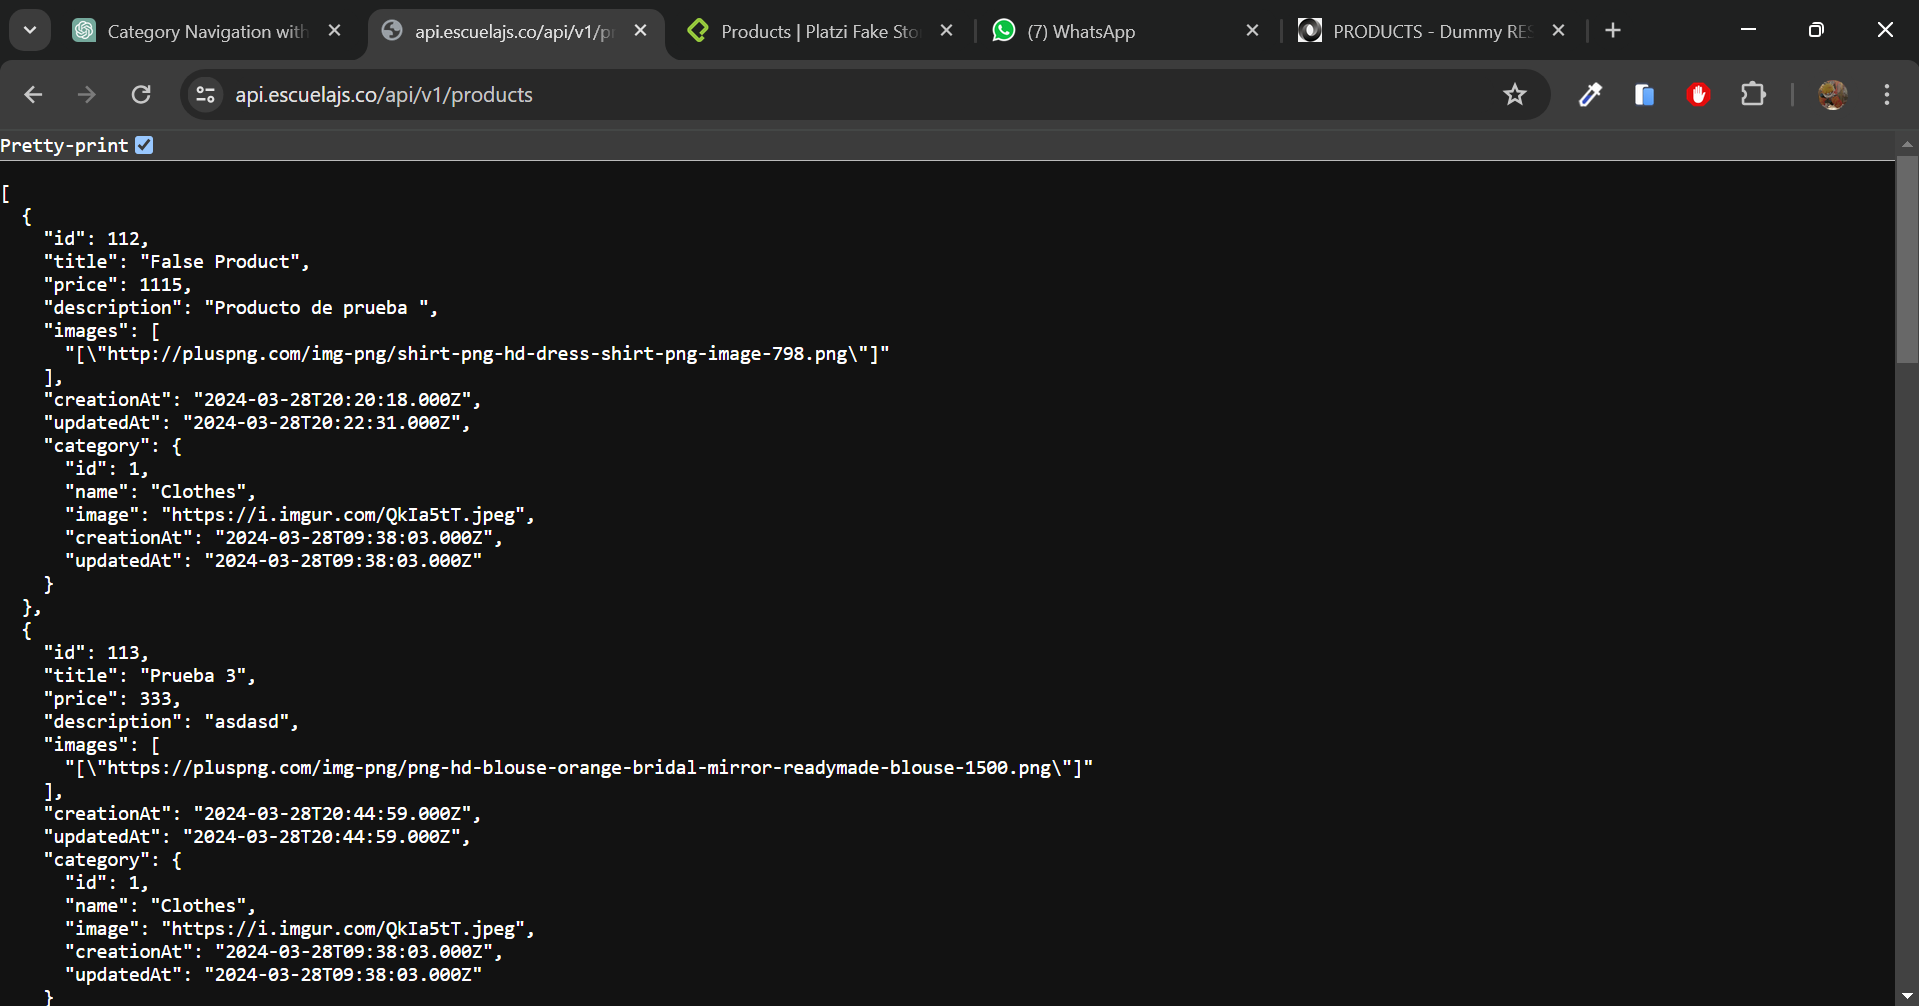 Category Navigation with
api.escuelajs.co/api/v1/pr
Products | Platzi Fake Sto
(7) WhatsApp
PRODUCTS - Dummy RES
api.escuelajs.co/api/v1/products
Pretty-print
[
  {
    "id": 112,
    "title": "False Product",
    "price": 1115,
    "description": "Producto de prueba ",
    "images": [
      "[\"http://pluspng.com/img-png/shirt-png-hd-dress-shirt-png-image-798.png\"]"
    ],
    "creationAt": "2024-03-28T20:20:18.000Z",
    "updatedAt": "2024-03-28T20:22:31.000Z",
    "category": {
      "id": 1,
      "name": "Clothes",
      "image": "https://i.imgur.com/QkIa5tT.jpeg",
      "creationAt": "2024-03-28T09:38:03.000Z",
      "updatedAt": "2024-03-28T09:38:03.000Z"
    }
  },
  {
    "id": 113,
    "title": "Prueba 3",
    "price": 333,
    "description": "asdasd",
    "images": [
      "[\"https://pluspng.com/img-png/png-hd-blouse-orange-bridal-mirror-readymade-blouse-1500.png\"]"
    ],
    "creationAt": "2024-03-28T20:44:59.000Z",
    "updatedAt": "2024-03-28T20:44:59.000Z",
    "category": {
      "id": 1,
      "name": "Clothes",
      "image": "https://i.imgur.com/QkIa5tT.jpeg",
      "creationAt": "2024-03-28T09:38:03.000Z",
      "updatedAt": "2024-03-28T09:38:03.000Z"
    }